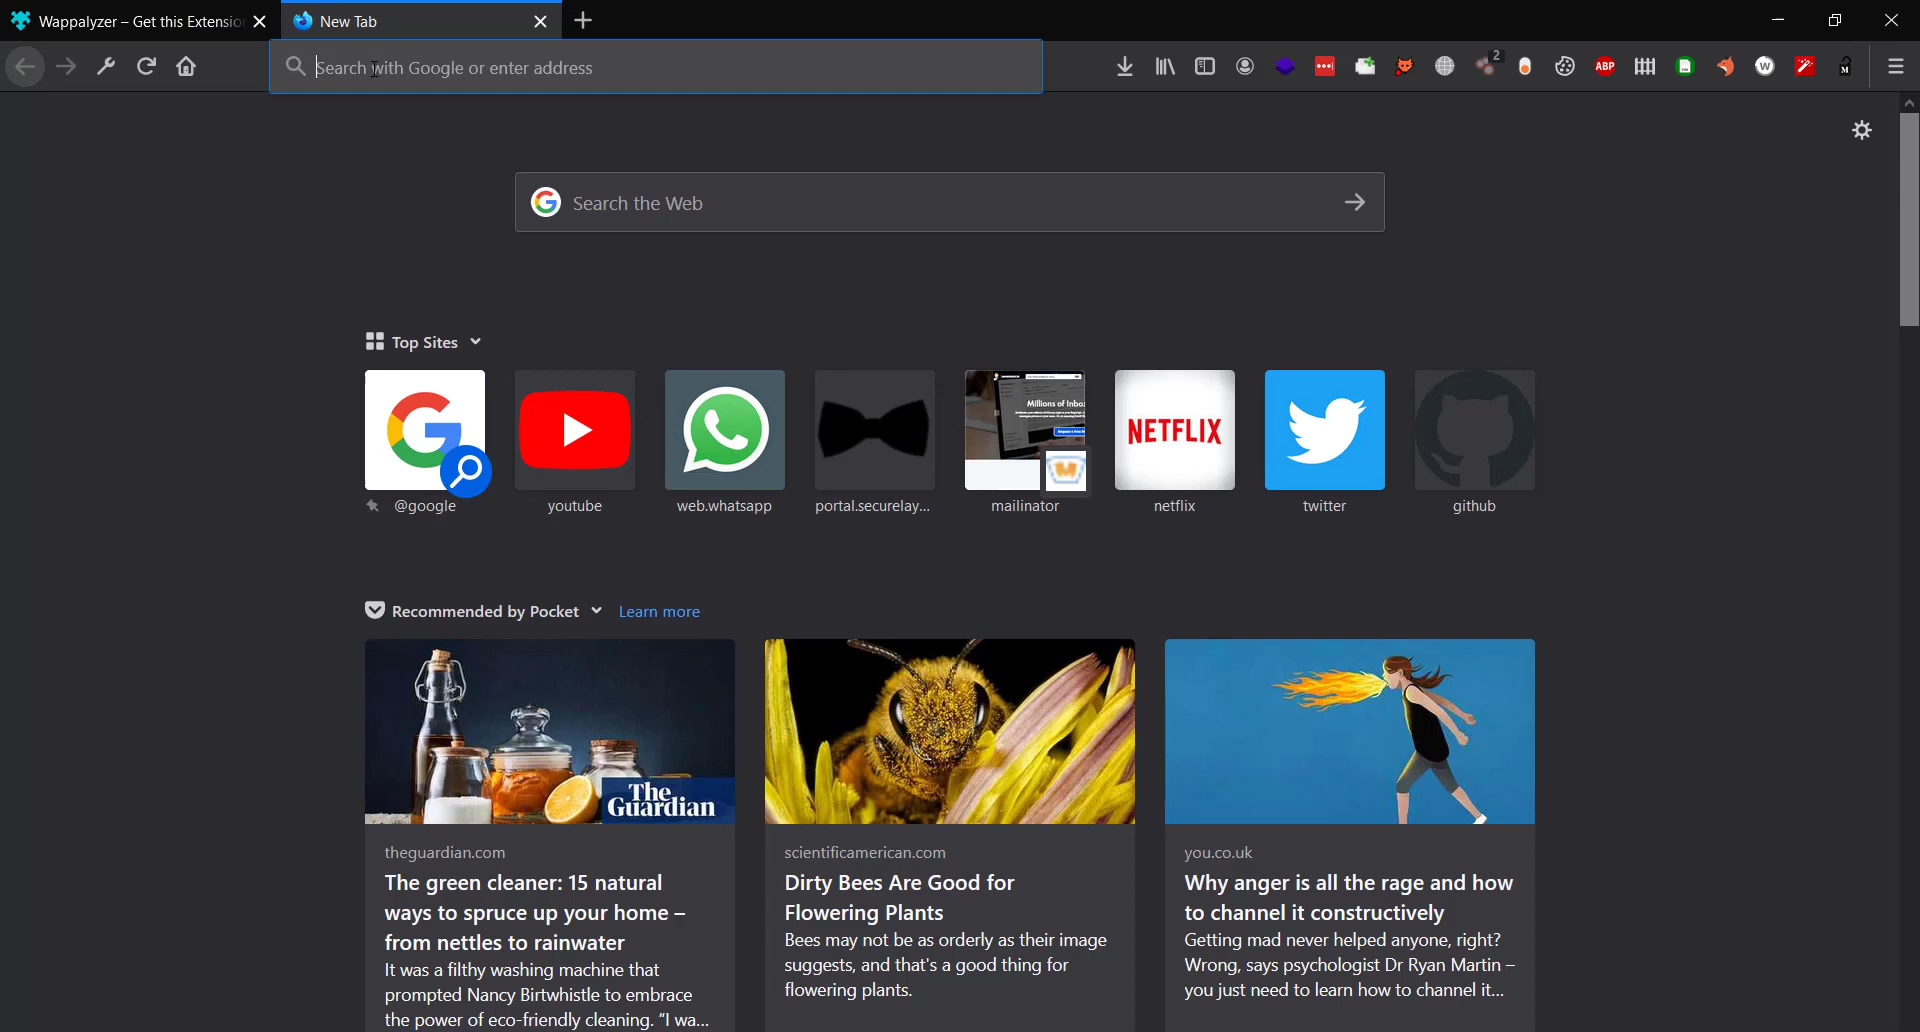 Wappalyzer – Get this Extensio
New Tab
Search with Google or enter address
2
ABP
W
M
Search the Web
Top Sites
@google
youtube
web.whatsapp
portal.securelay...
Millions of Inbo
mailinator
NETFLIX
netflix
twitter
github
Recommended by Pocket
Learn more
The
Guardian
theguardian.com
The green cleaner: 15 natural
ways to spruce up your home –
from nettles to rainwater
It was a filthy washing machine that
prompted Nancy Birtwhistle to embrace
the power of eco-friendly cleaning. "I wa...
scientificamerican.com
Dirty Bees Are Good for
Flowering Plants
Bees may not be as orderly as their image
suggests, and that's a good thing for
flowering plants.
you.co.uk
Why anger is all the rage and how
to channel it constructively
Getting mad never helped anyone, right?
Wrong, says psychologist Dr Ryan Martin –
you just need to learn how to channel it...